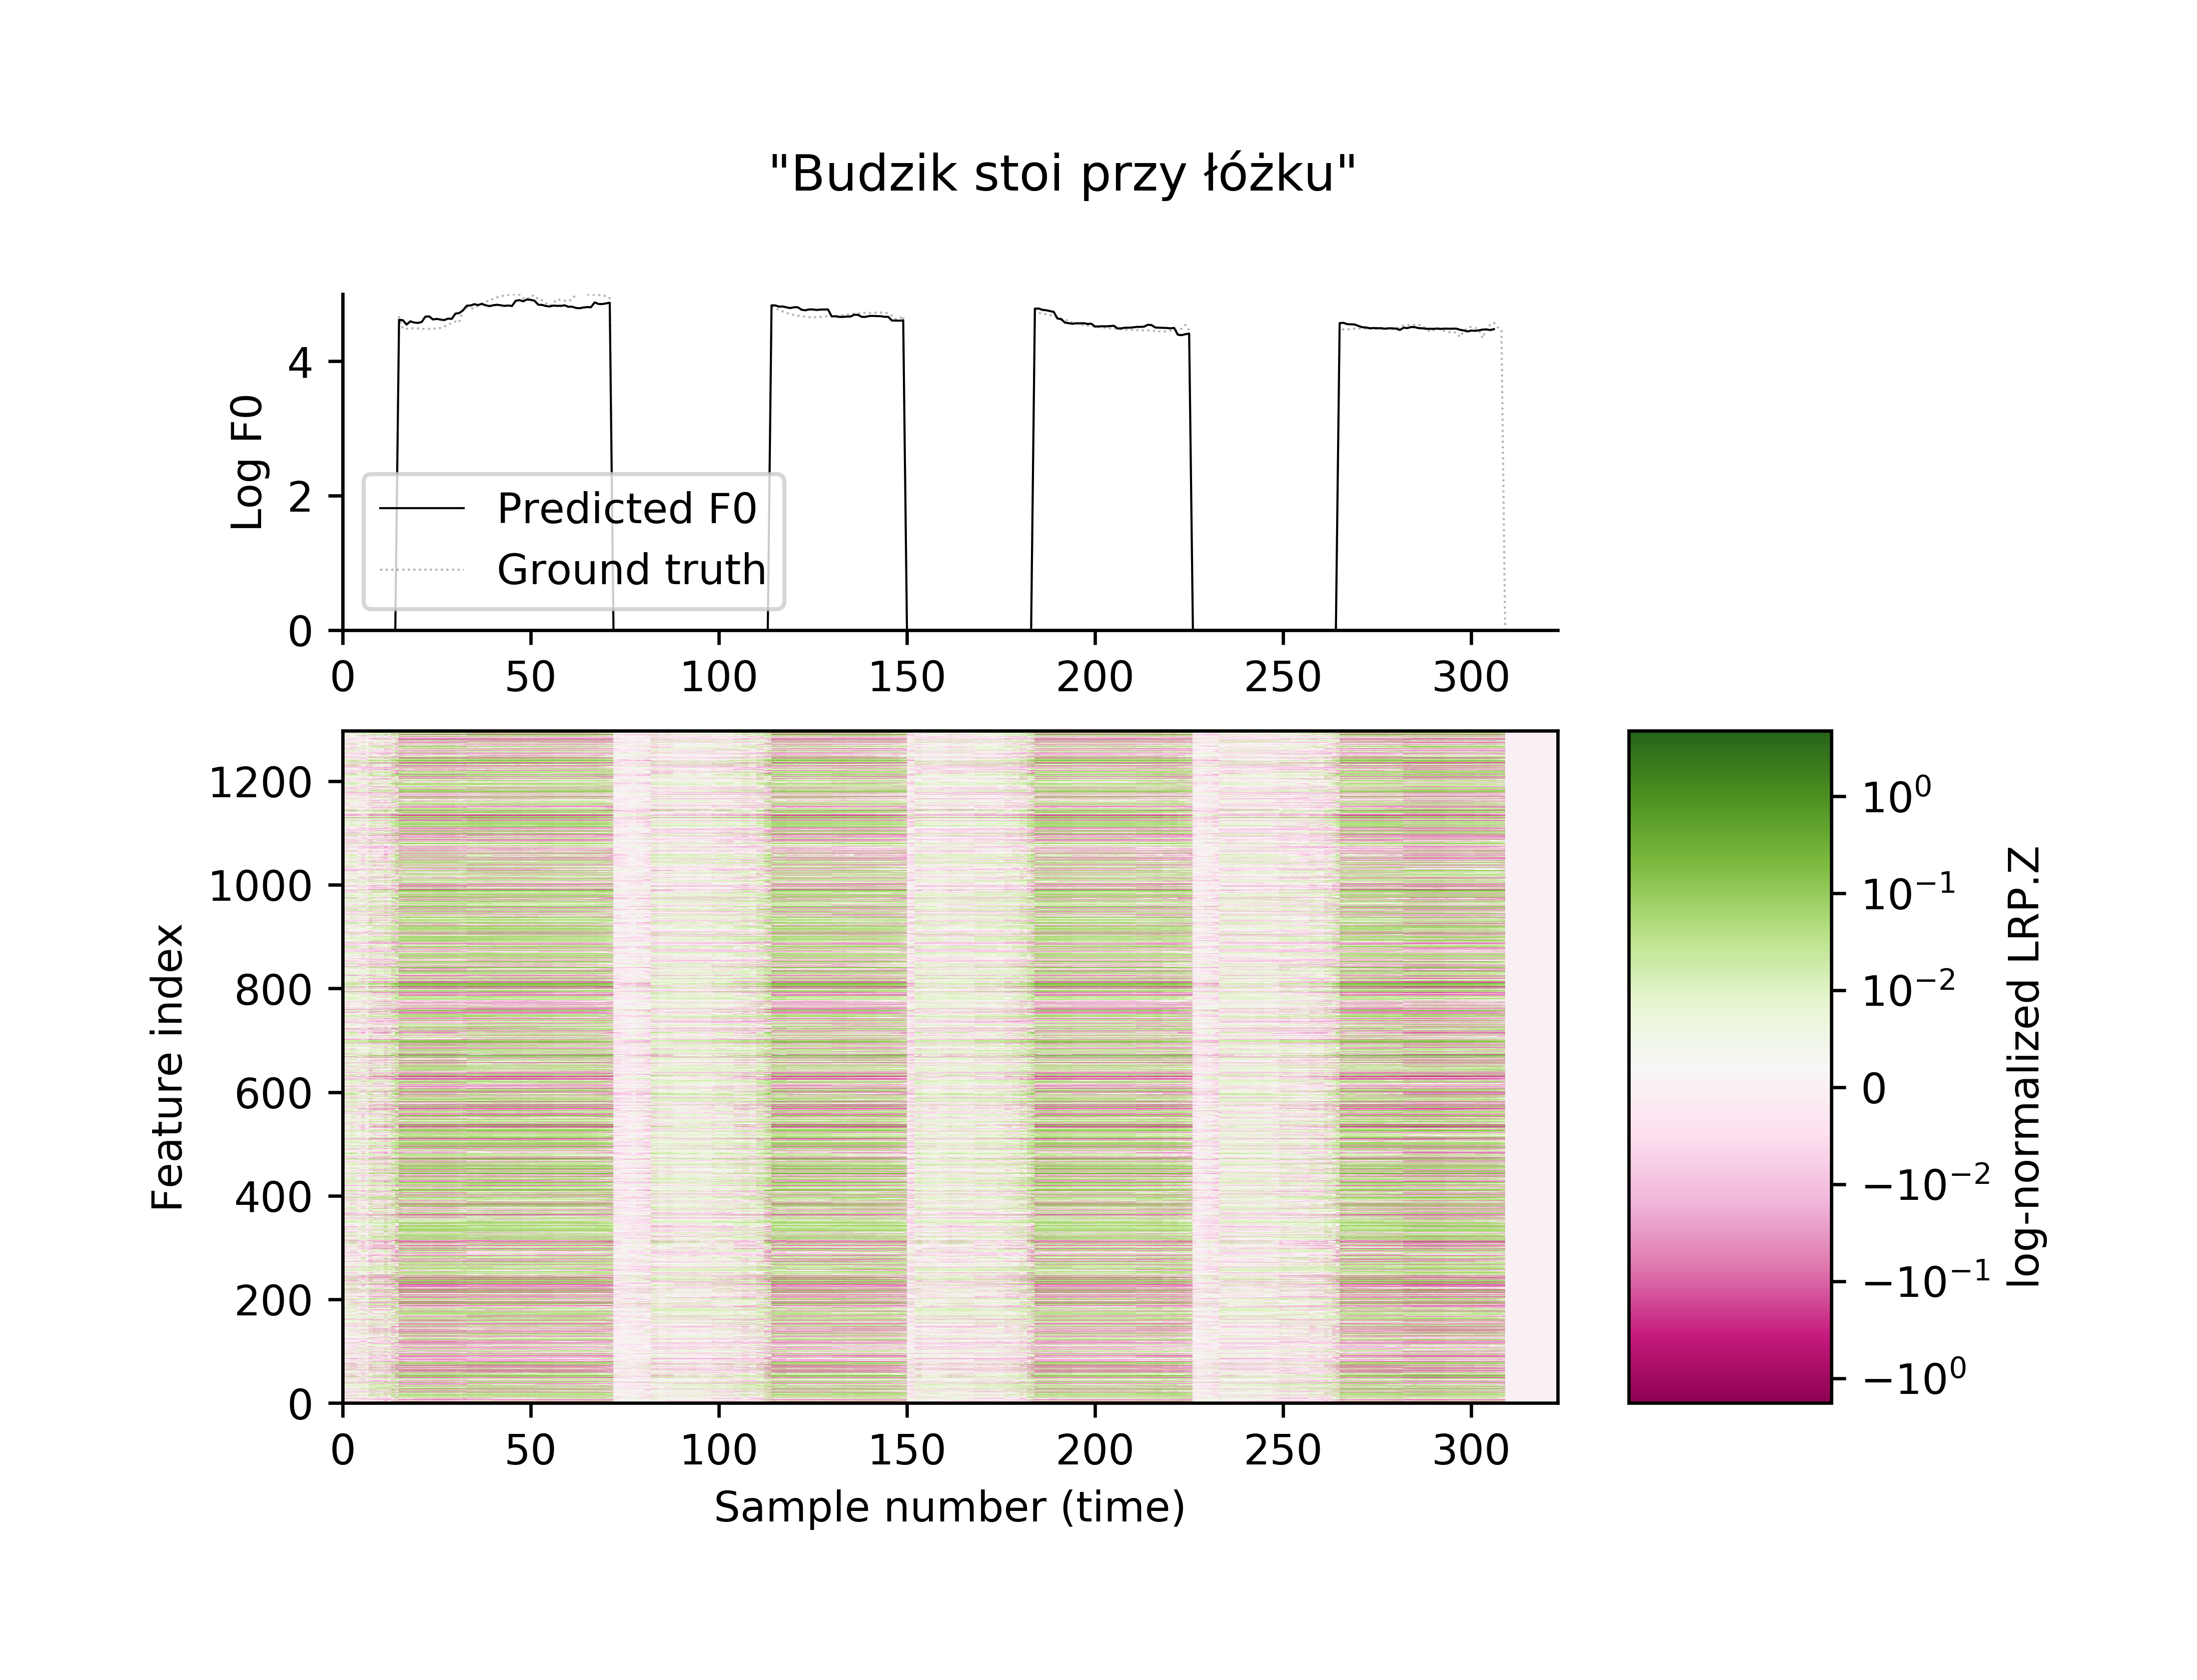 "Budzik stoi przy łóżku"
Log F0
4
2
0
Predicted F0
Ground truth
0 50 100 150 200 250 300
Feature index
1200
1000
800
600
400
200
0
0 50 100 150 200 250 300
Sample number (time)
10⁰
10⁻¹
10⁻²
0
−10⁻²
−10⁻¹
−10⁰
log-normalized LRP.Z